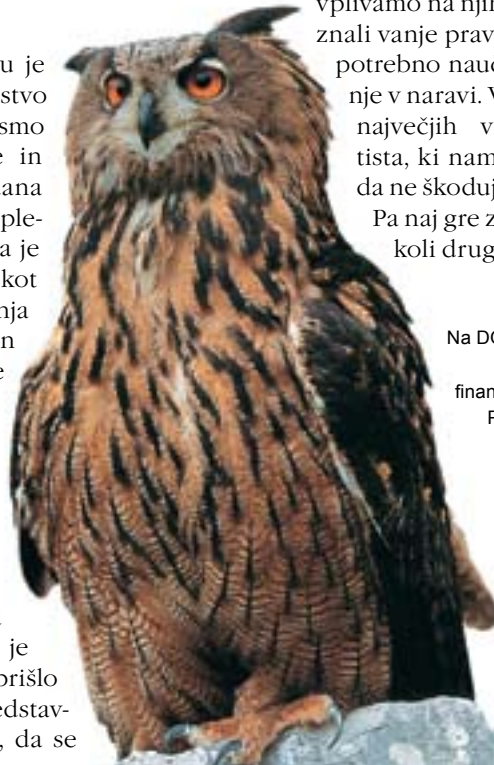 u je
stvo
smo
e in
ana
ple-
a je
kot
nja
n
e
je
prišlo
edstav-
, da se
vplivamo na njih
znali vanje prav
potrebno nauč
nje v naravi. V
največjih v
tista, ki nam
da ne škoduj
Pa naj gre z
koli drug
Na DO
finan